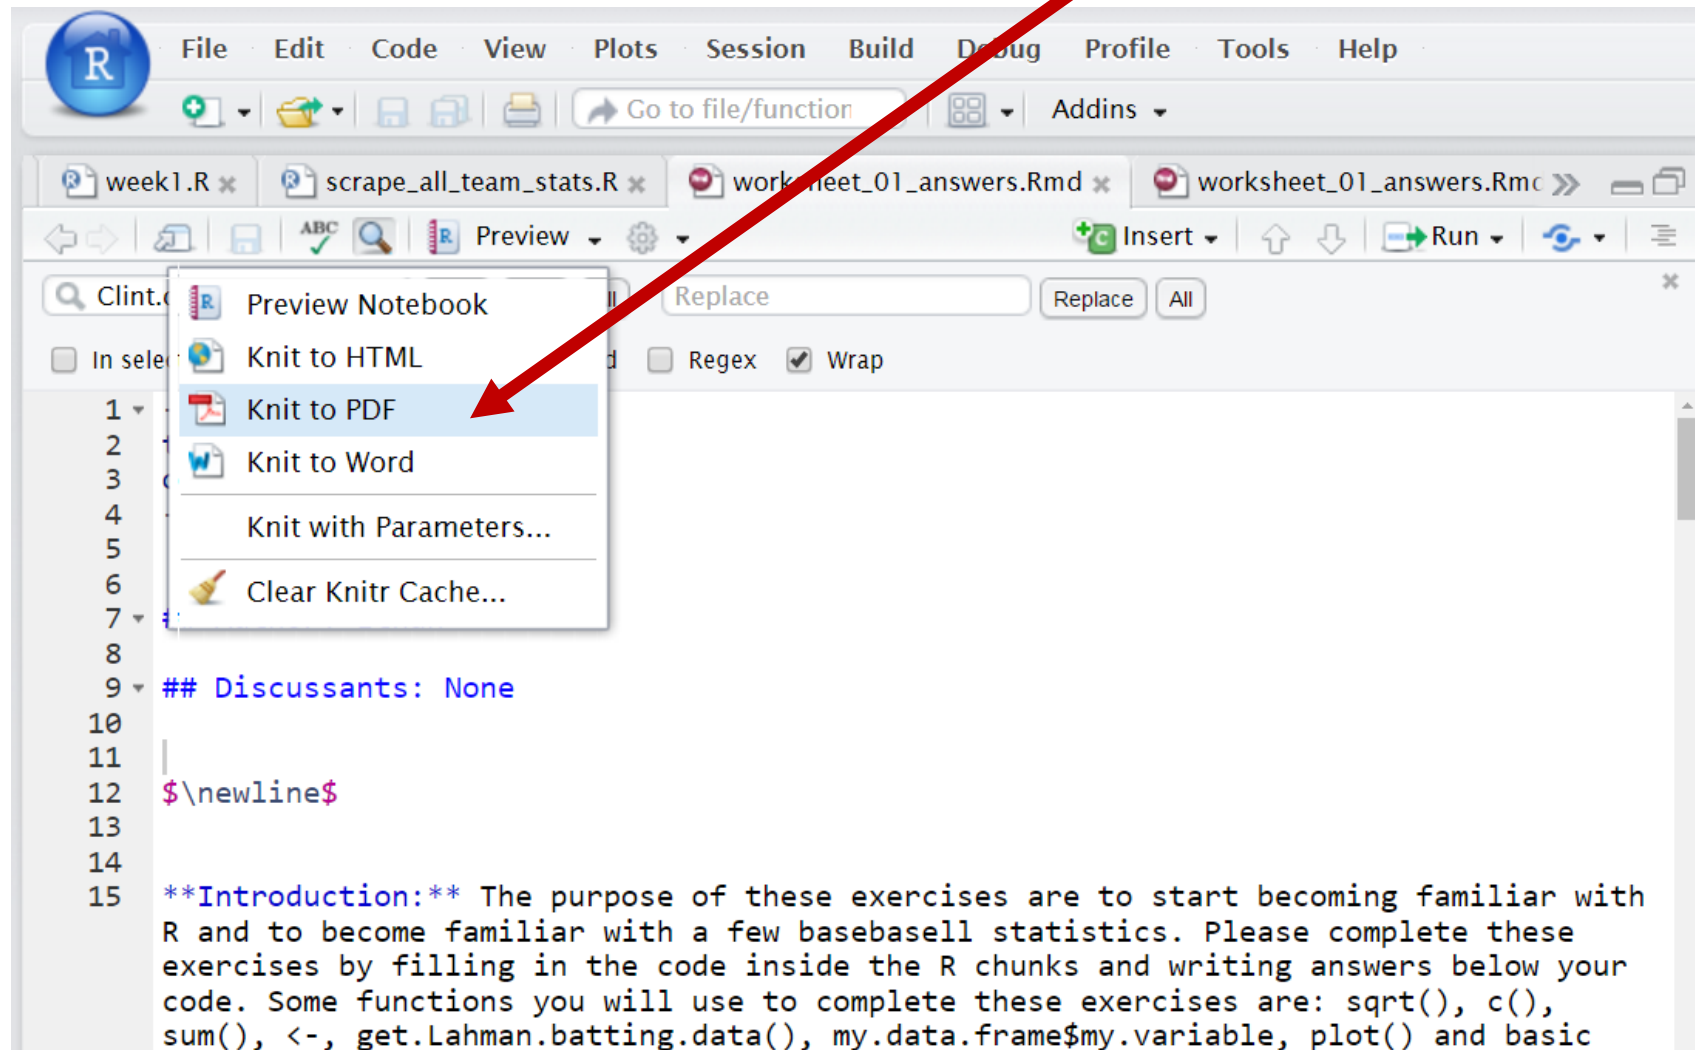 R File Edit Code View Plots Session Build Debug Profile Tools Help
Go to file/function Addins
week1.R scrape_all_team_stats.R worksheet_01_answers.Rmd worksheet_01_answers.Rmd
ABC Preview Insert Run
Clint. Replace Replace All
Preview Notebook
In sele Regex Wrap
Knit to HTML
Knit to PDF
Knit to Word
Knit with Parameters...
Clear Knitr Cache...
1
2
3
4
5
6
7
8
9 ## Discussants: None
10
11
12 $\newline$
13
14
15 **Introduction:** The purpose of these exercises are to start becoming familiar with
R and to become familiar with a few basebasell statistics. Please complete these
exercises by filling in the code inside the R chunks and writing answers below your
code. Some functions you will use to complete these exercises are: sqrt(), c(),
sum(), <-, get.Lahman.batting.data(), my.data.frame$my.variable, plot() and basic